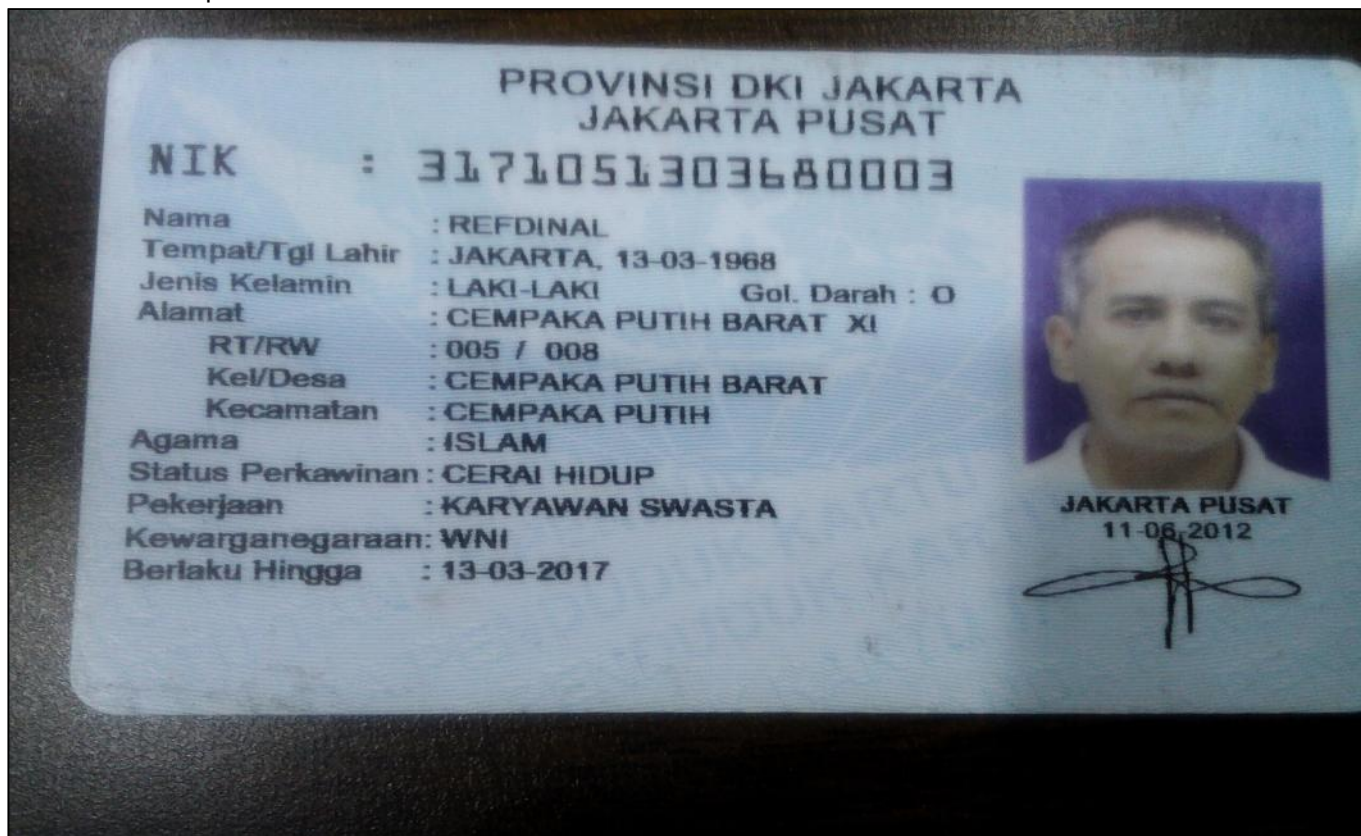 PROVINSI DKI JAKARTA
JAKARTA PUSAT
NIK : 3171051303680003
Nama : REFDINAL
Tempat/Tgl Lahir : JAKARTA, 13-03-1968
Jenis Kelamin : LAKI-LAKI Gol. Darah : O
Alamat : CEMPAKA PUTIH BARAT XI
RT/RW : 005 / 008
Kel/Desa : CEMPAKA PUTIH BARAT
Kecamatan : CEMPAKA PUTIH
Agama : ISLAM
Status Perkawinan : CERAI HIDUP
Pekerjaan : KARYAWAN SWASTA
Kewarganegaraan: WNI
Berlaku Hingga : 13-03-2017
JAKARTA PUSAT
11-06-2012